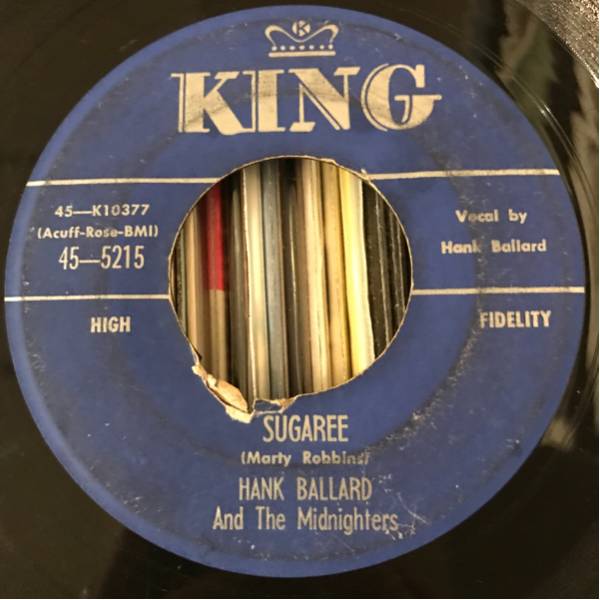 K
KING
45—K10377
(Acuff-Rose-BMI)
45—5215
Vocal by
Hank Ballard
HIGH
FIDELITY
SUGAREE
(Marty Robbins)
HANK BALLARD
And The Midnighters